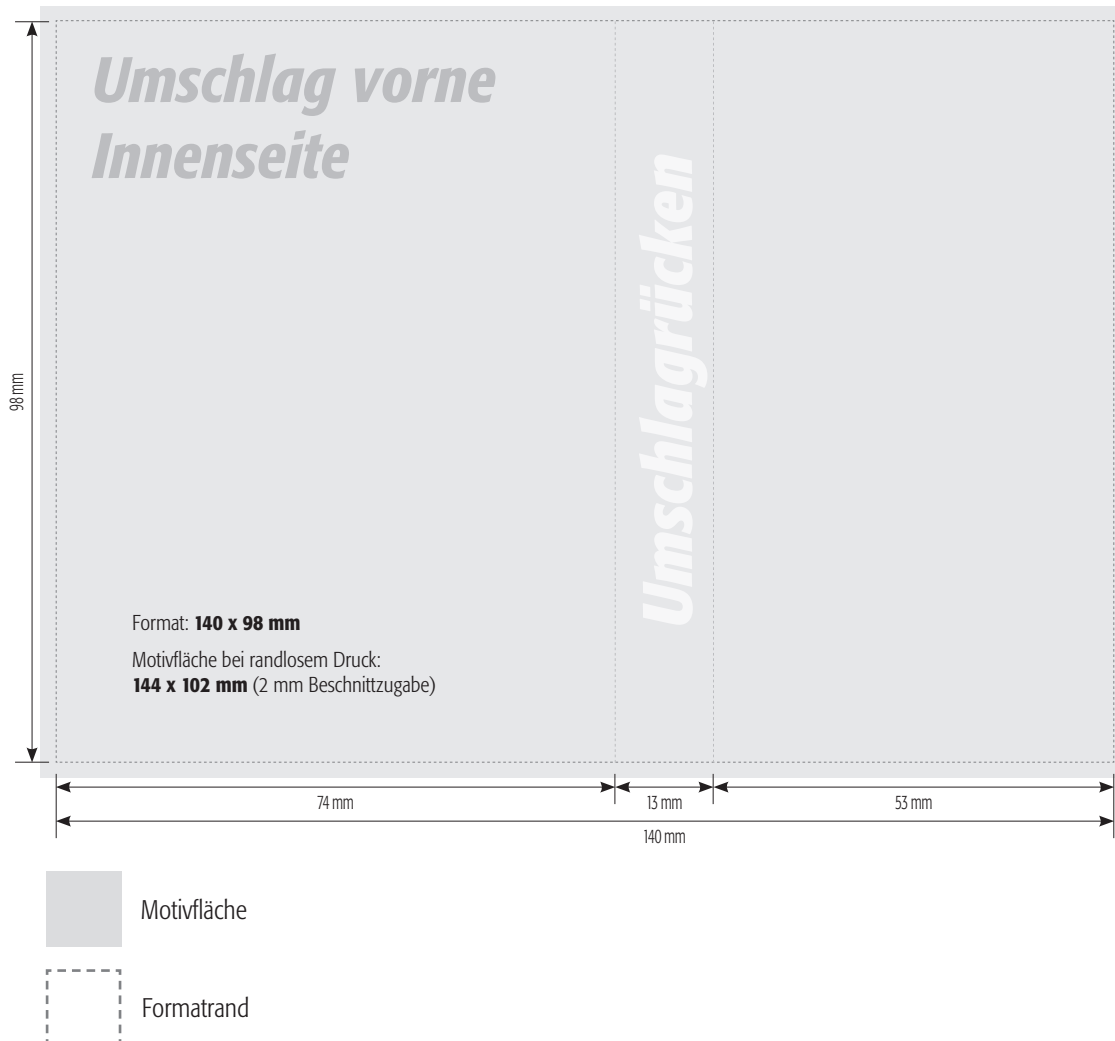 Umschlag vorne
Innenseite
Umschlagrücken
98 mm
Format: 140 x 98 mm
Motivfläche bei randlosem Druck:
144 x 102 mm (2 mm Beschnittzugabe)
74 mm
13 mm
53 mm
140 mm
Motivfläche
Formatrand